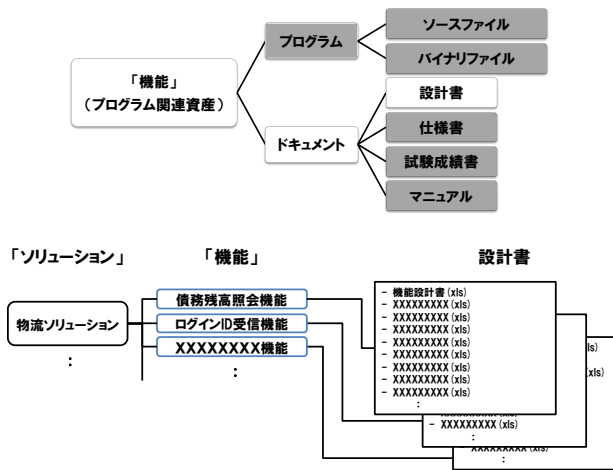 「機能」
（プログラム関連資産）
プログラム
ソースファイル
バイナリファイル
ドキュメント
設計書
仕様書
試験成績書
マニュアル
「ソリューション」
「機能」
設計書
物流ソリューション
:
債務残高照会機能
ログインID受信機能
XXXXXXXX機能
:
- 機能設計書(xls)
- XXXXXXXXX(xls)
- XXXXXXXXX(xls)
- XXXXXXXXX(xls)
- XXXXXXXXX(xls)
- XXXXXXXXX(xls)
- XXXXXXXXX(xls)
- XXXXXXXXX(xls)
- XXXXXXXXX(xls)
:
- XXXXXXXXX(xls)
:
xls)
(xls)
- XXXXXXXXX(xls)
: